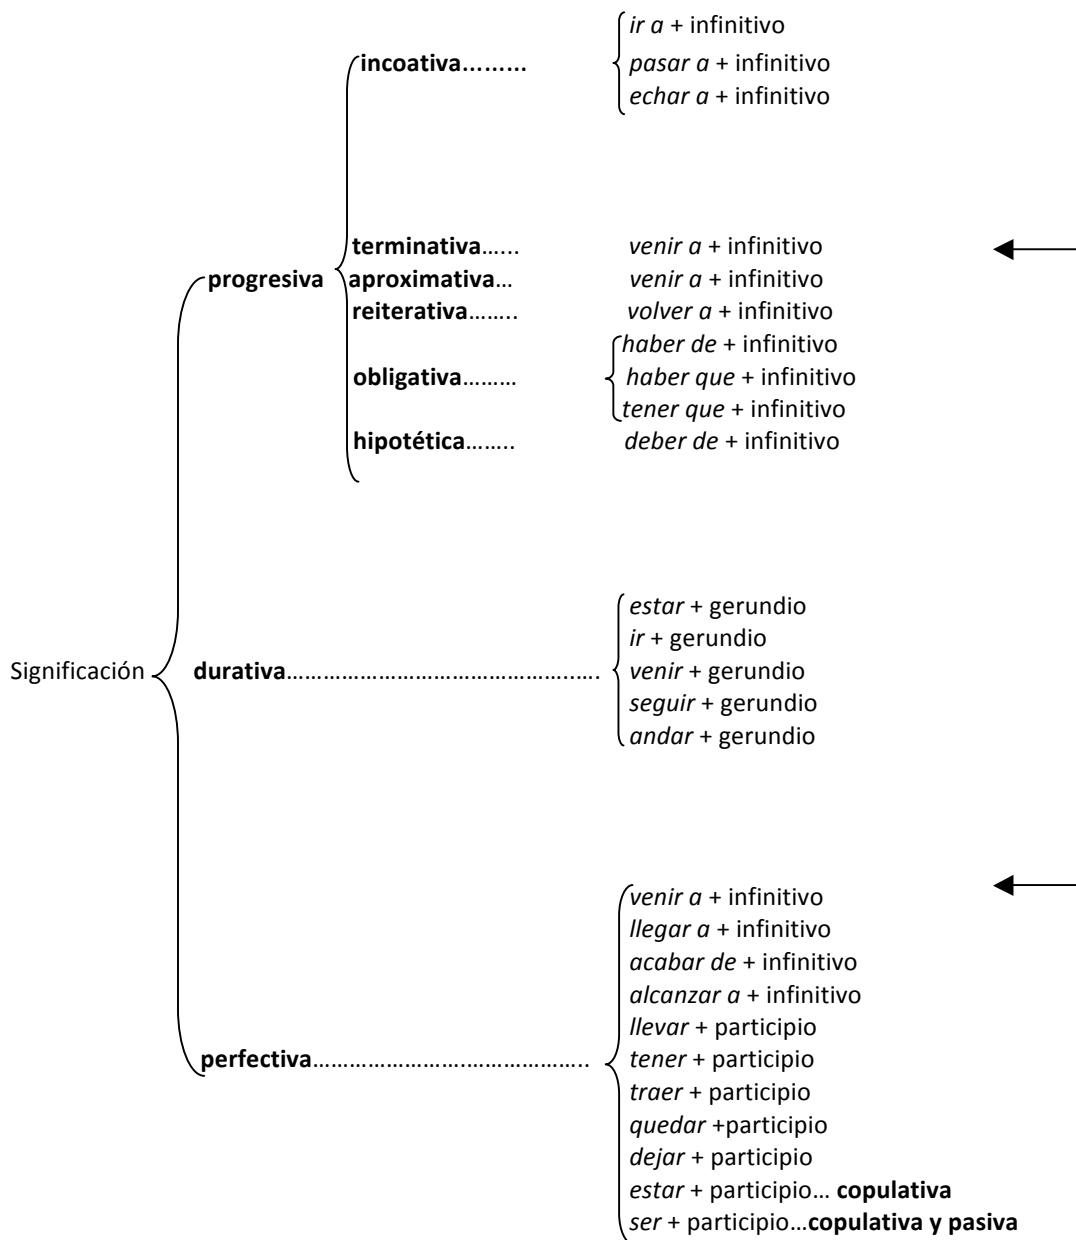 ir a + infinitivo
incoativa……... pasar a + infinitivo
echar a + infinitivo
terminativa…... venir a + infinitivo
progresiva aproximativa… venir a + infinitivo
reiterativa…….. volver a + infinitivo
haber de + infinitivo
obligativa……… haber que + infinitivo
tener que + infinitivo
hipotética…….. deber de + infinitivo
estar + gerundio
ir + gerundio
Significación durativa………………………………………..…. venir + gerundio
seguir + gerundio
andar + gerundio
venir a + infinitivo
llegar a + infinitivo
acabar de + infinitivo
alcanzar a + infinitivo
llevar + participio
perfectiva…………………….……………….. tener + participio
traer + participio
quedar +participio
dejar + participio
estar + participio… copulativa
ser + participio…copulativa y pasiva